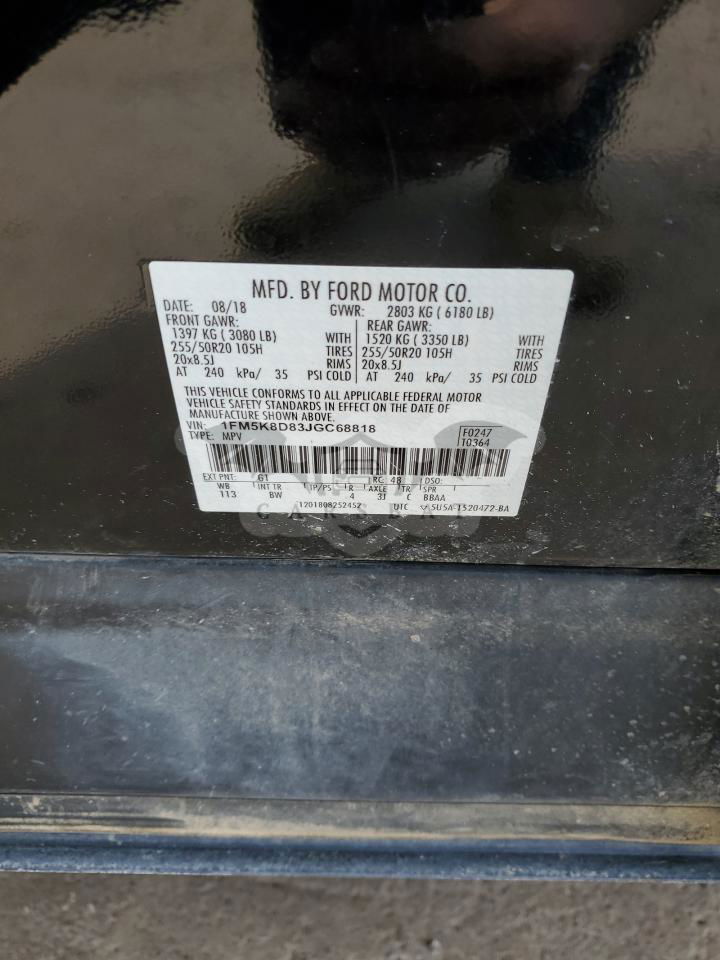 MFD. BY FORD MOTOR CO.
DATE: 08/18 GVWR: 2803 KG ( 6180 LB)
FRONT GAWR: REAR GAWR:
1397 KG ( 3080 LB) WITH 1520 KG ( 3350 LB) WITH
255/50R20 105H TIRES 255/50R20 105H TIRES
20x8.5J RIMS 20x8.5J RIMS
AT 240 kPa/ 35 PSI COLD AT 240 kPa/ 35 PSI COLD
THIS VEHICLE CONFORMS TO ALL APPLICABLE FEDERAL MOTOR
VEHICLE SAFETY STANDARDS IN EFFECT ON THE DATE OF
MANUFACTURE SHOWN ABOVE.
VIN: 1FM5K8D83JGC68818 F0247
TYPE: MPV T0364
EXT PNT: G1 RC: 48 DSO:
WB INT TR TP/PS R AXLE TR SPR
113 BW 4 3J C BBAA
1201808252452 UTC 5U5A-1520472-BA